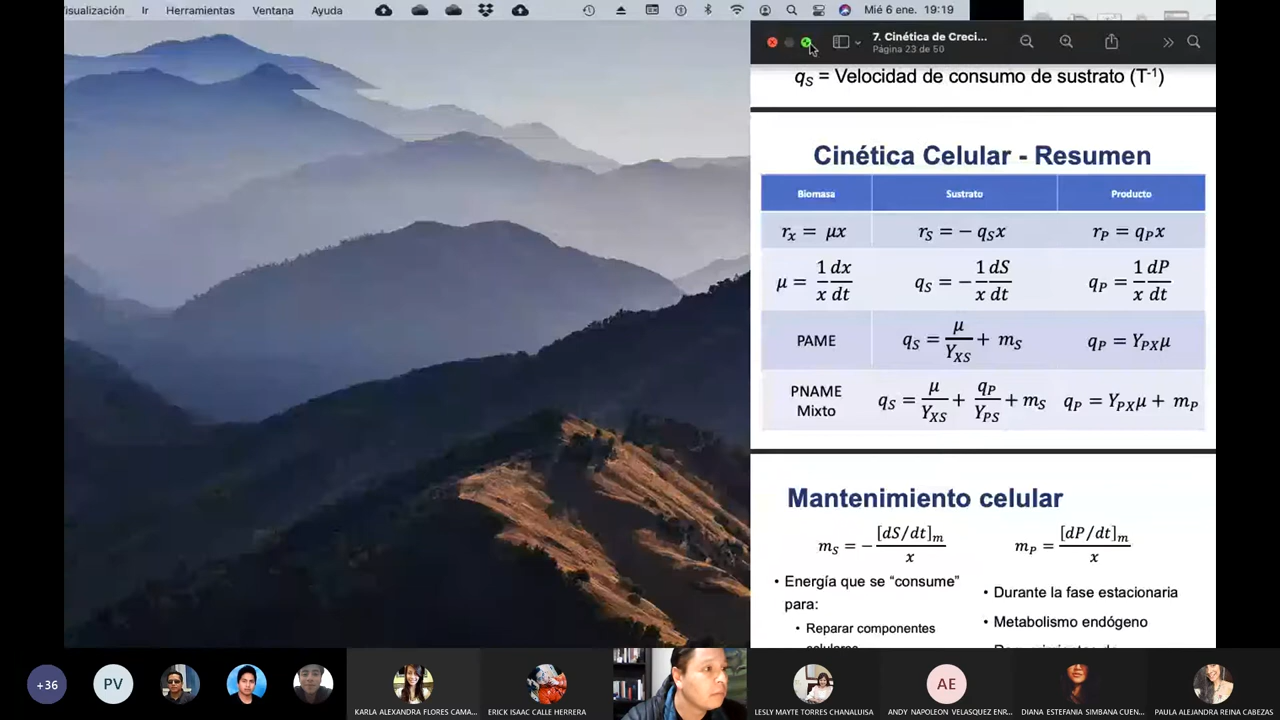 Visualización Ir Herramientas Ventana Ayuda Mié 6 ene. 19:19
7. Cinética de Creci...
Página 23 de 50
qS = Velocidad de consumo de sustrato (T-1)
Cinética Celular - Resumen
Biomasa Sustrato Producto
rx = μx rS = − qSx rP = qPx
μ = 1/x dx/dt qS = − 1/x dS/dt qP = 1/x dP/dt
PAME qS = μ/YXS + mS qP = YPXμ
PNAME Mixto qS = μ/YXS + qP/YPS + mS qP = YPXμ + mP
Mantenimiento celular
mS = − [dS/dt]m / x mP = [dP/dt]m / x
• Energía que se “consume”
para:
• Reparar componentes
• Durante la fase estacionaria
• Metabolismo endógeno
+36 PV AE
KARLA ALEXANDRA FLORES CAMA... ERICK ISAAC CALLE HERRERA LESLY MAYTE TORRES CHANALUISA ANDY NAPOLEON VELASQUEZ ENR... DIANA ESTEFANIA SIMBANA CUEN... PAULA ALEJANDRA REINA CABEZAS